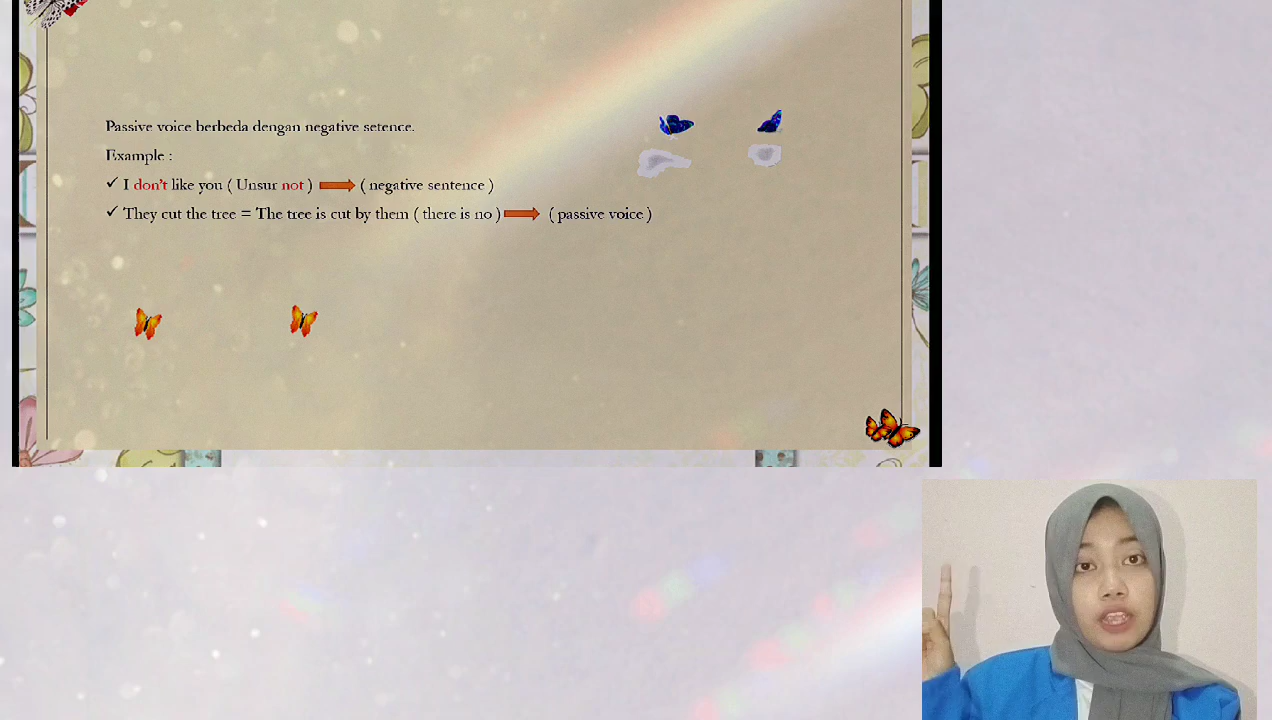 Passive voice berbeda dengan negative setence.
Example :
✓ I don't like you ( Unsur not ) ( negative sentence )
✓ They cut the tree = The tree is cut by them ( there is no ) ( passive voice )